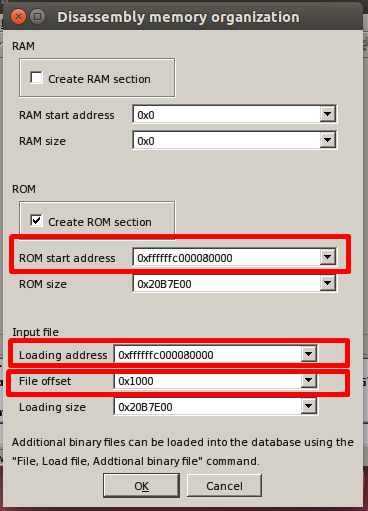 Disassembly memory organization
RAM
Create RAM section
RAM start address 0x0
RAM size 0x0
ROM
Create ROM section
ROM start address 0xffffffc000080000
ROM size 0x20B7E00
Input file
Loading address 0xffffffc000080000
File offset 0x1000
Loading size 0x20B7E00
Additional binary files can be loaded into the database using the
"File, Load file, Addtional binary file" command.
OK Cancel